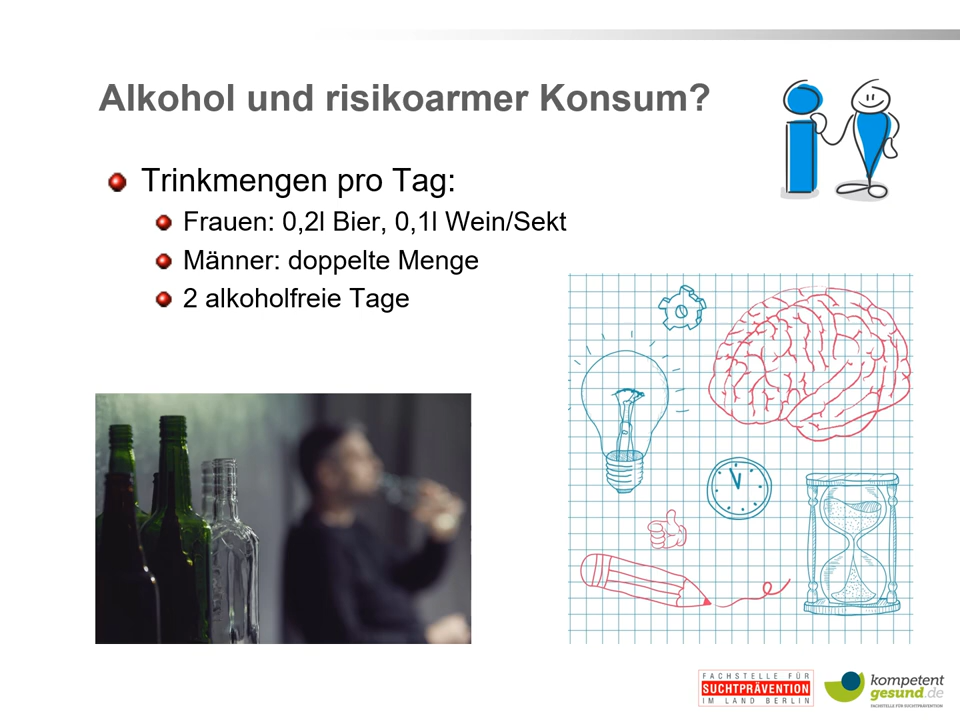 Alkohol und risikoarmer Konsum?
Trinkmengen pro Tag:
Frauen: 0,2l Bier, 0,1l Wein/Sekt
Männer: doppelte Menge
2 alkoholfreie Tage
FACHSTELLE FÜR
SUCHTPRÄVENTION
IM LAND BERLIN
kompetent
gesund.de
FACHSTELLE FÜR SUCHTPRÄVENTION